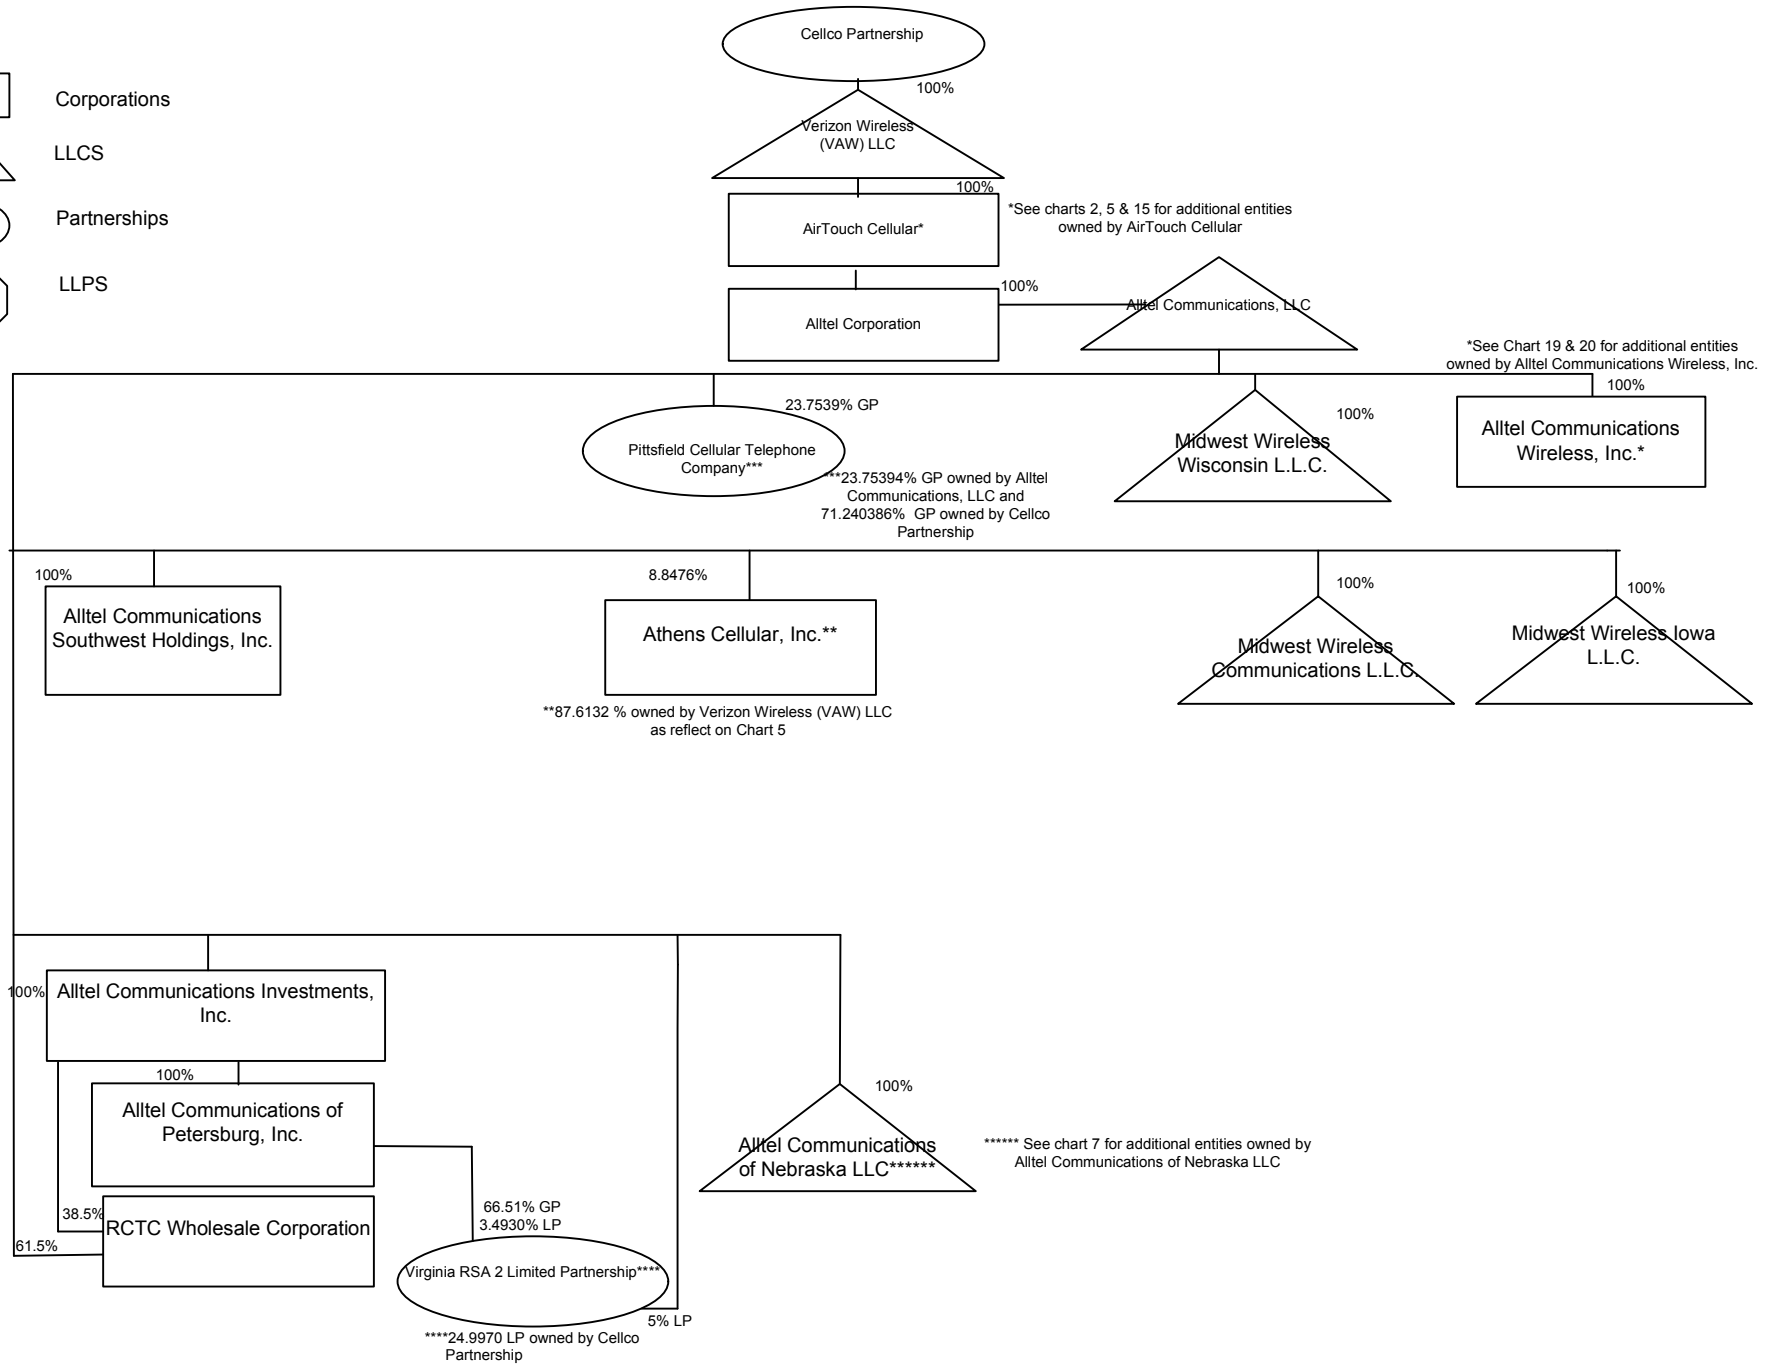 Cellco Partnership
100%
Corporations
LLCS
Partnerships
LLPS
Verizon Wireless
(VAW) LLC
100%
AirTouch Cellular*
*See charts 2, 5 & 15 for additional entities
owned by AirTouch Cellular
100%
Alltel Corporation
Alltel Communications, LLC
*See Chart 19 & 20 for additional entities
owned by Alltel Communications Wireless, Inc.
23.7539% GP
Pittsfield Cellular Telephone
Company***
***23.75394% GP owned by Alltel
Communications, LLC and
71.240386%  GP owned by Cellco
Partnership
100%
Midwest Wireless
Wisconsin L.L.C.
100%
Alltel Communications
Wireless, Inc.*
100%
Alltel Communications
Southwest Holdings, Inc.
8.8476%
Athens Cellular, Inc.**
**87.6132 % owned by Verizon Wireless (VAW) LLC
as reflect on Chart 5
100%
Midwest Wireless
Communications L.L.C.
100%
Midwest Wireless Iowa
L.L.C.
100%
Alltel Communications Investments,
Inc.
100%
Alltel Communications of
Petersburg, Inc.
38.5%
RCTC Wholesale Corporation
61.5%
66.51% GP
3.4930% LP
Virginia RSA 2 Limited Partnership****
5% LP
****24.9970 LP owned by Cellco
Partnership
100%
Alltel Communications
of Nebraska LLC******
****** See chart 7 for additional entities owned by
Alltel Communications of Nebraska LLC